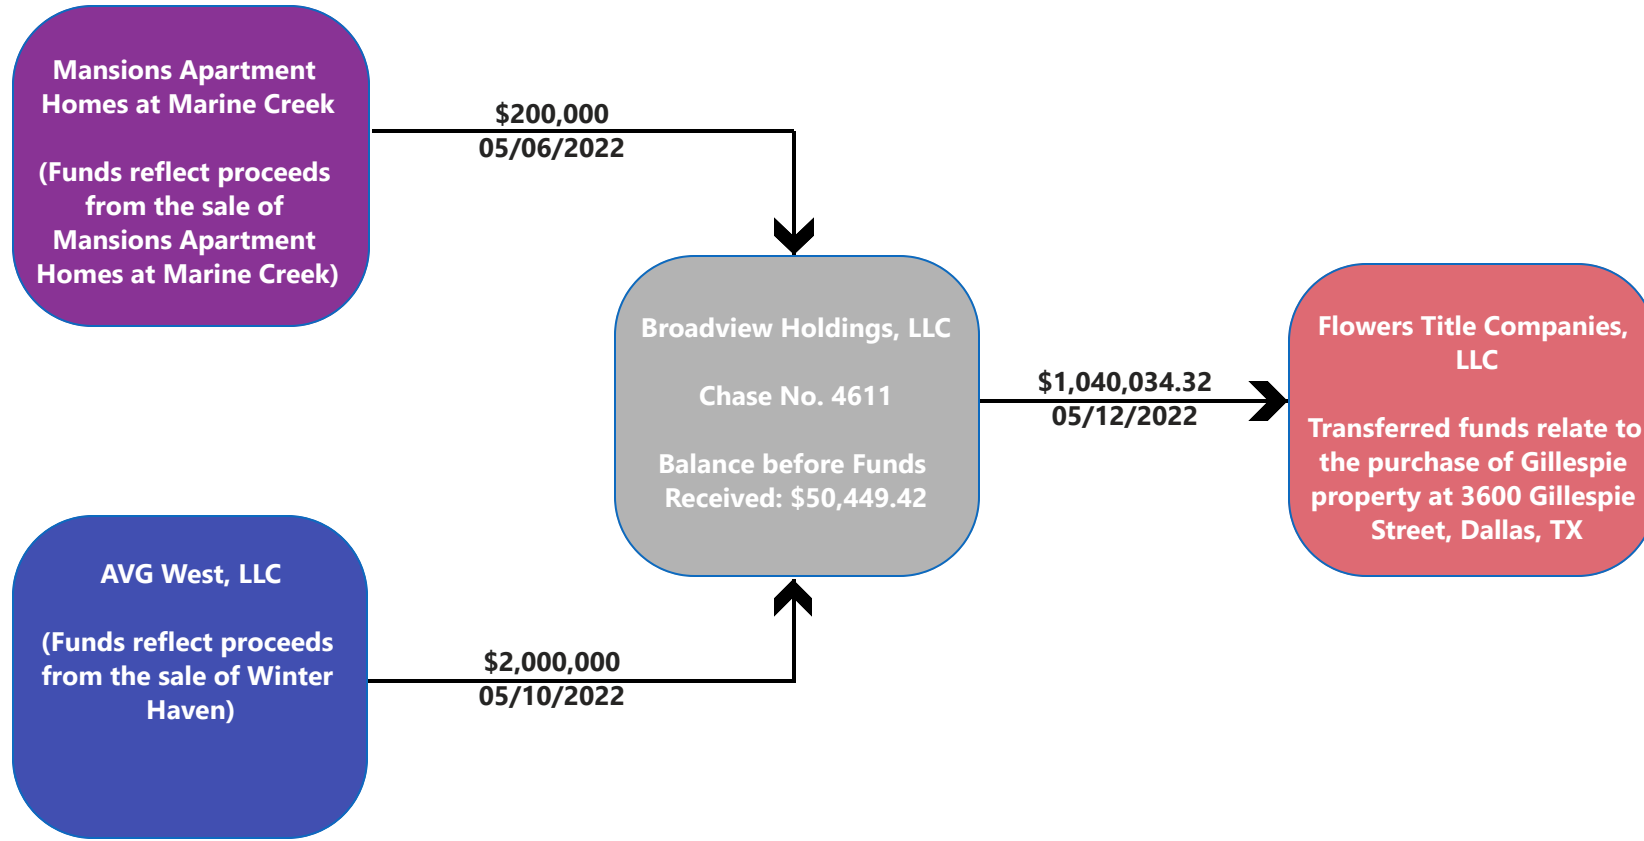 Mansions Apartment
Homes at Marine Creek
(Funds reflect proceeds
from the sale of
Mansions Apartment
Homes at Marine Creek)
$200,000
05/06/2022
Broadview Holdings, LLC
Chase No. 4611
Balance before Funds
Received: $50,449.42
$1,040,034.32
05/12/2022
Flowers Title Companies,
LLC
Transferred funds relate to
the purchase of Gillespie
property at 3600 Gillespie
Street, Dallas, TX
AVG West, LLC
(Funds reflect proceeds
from the sale of Winter
Haven)
$2,000,000
05/10/2022